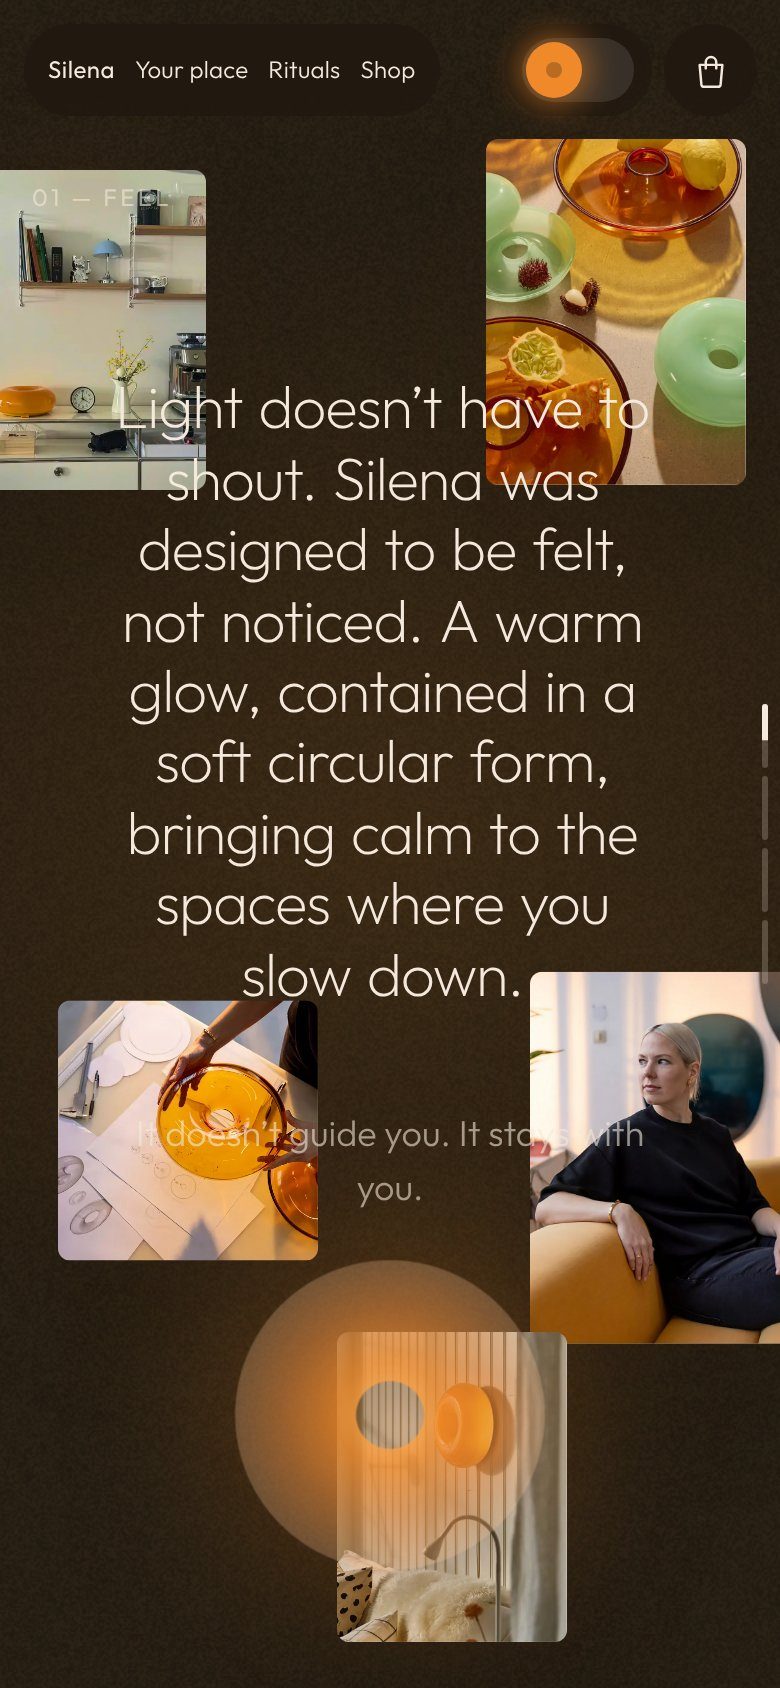 Silena Your place Rituals Shop
01 — FEEL
Light doesn’t have to
shout. Silena was
designed to be felt,
not noticed. A warm
glow, contained in a
soft circular form,
bringing calm to the
spaces where you
slow down.
It doesn’t guide you. It stays with
you.